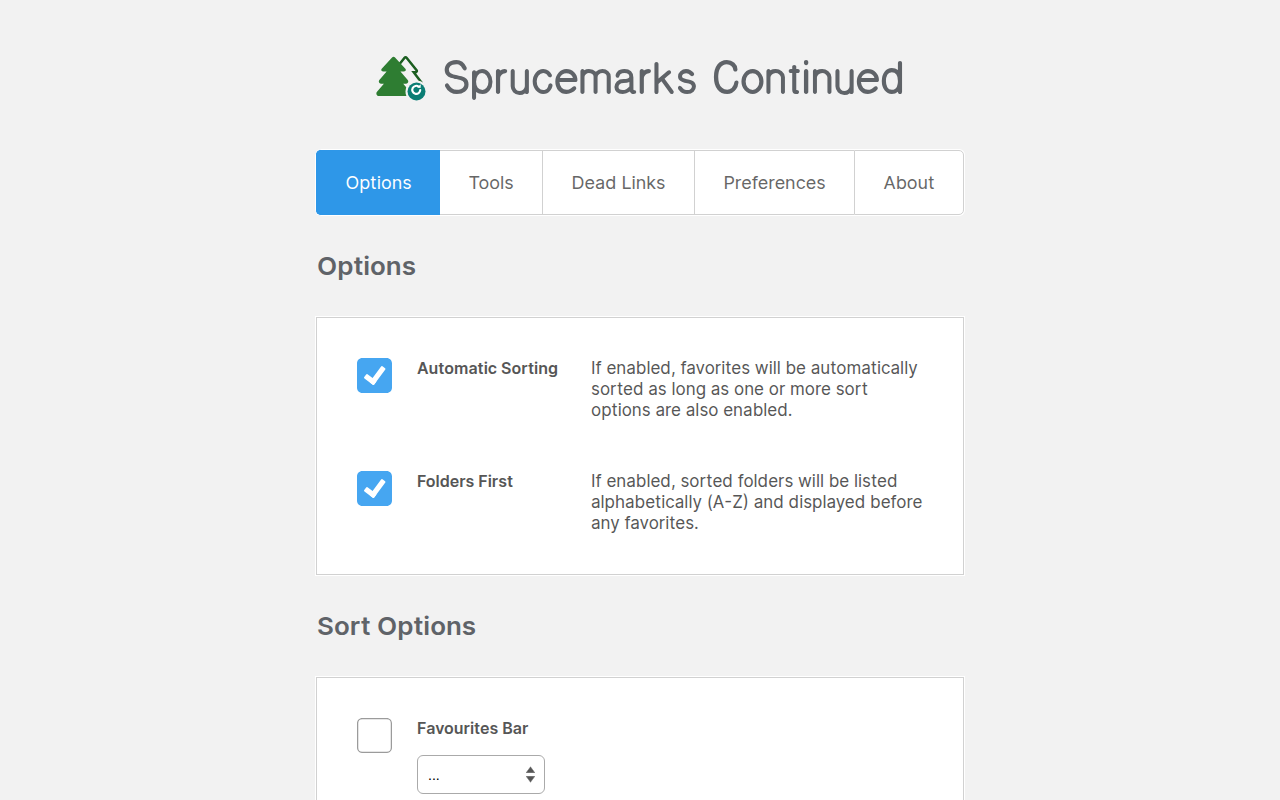 Sprucemarks Continued
Options
Tools
Dead Links
Preferences
About
Options
Automatic Sorting
If enabled, favorites will be automatically
sorted as long as one or more sort
options are also enabled.
Folders First
If enabled, sorted folders will be listed
alphabetically (A-Z) and displayed before
any favorites.
Sort Options
Favourites Bar
...